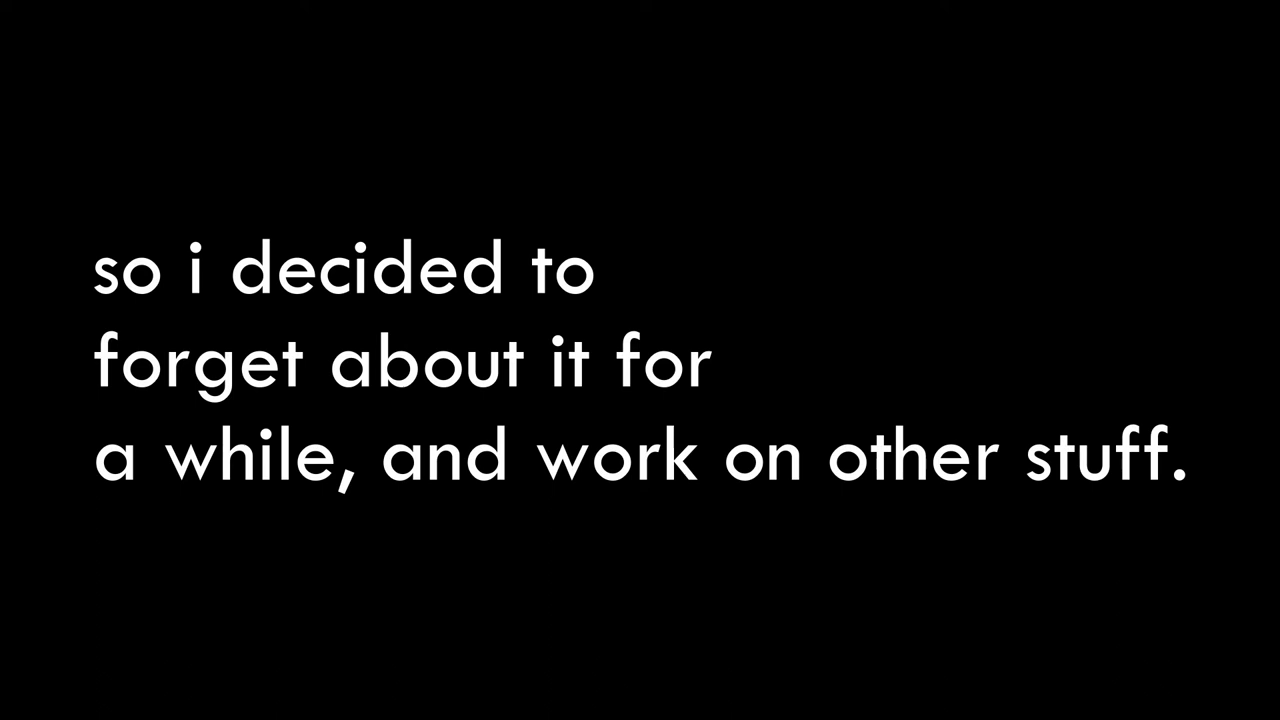 so i decided to
forget about it for
a while, and work on other stuff.